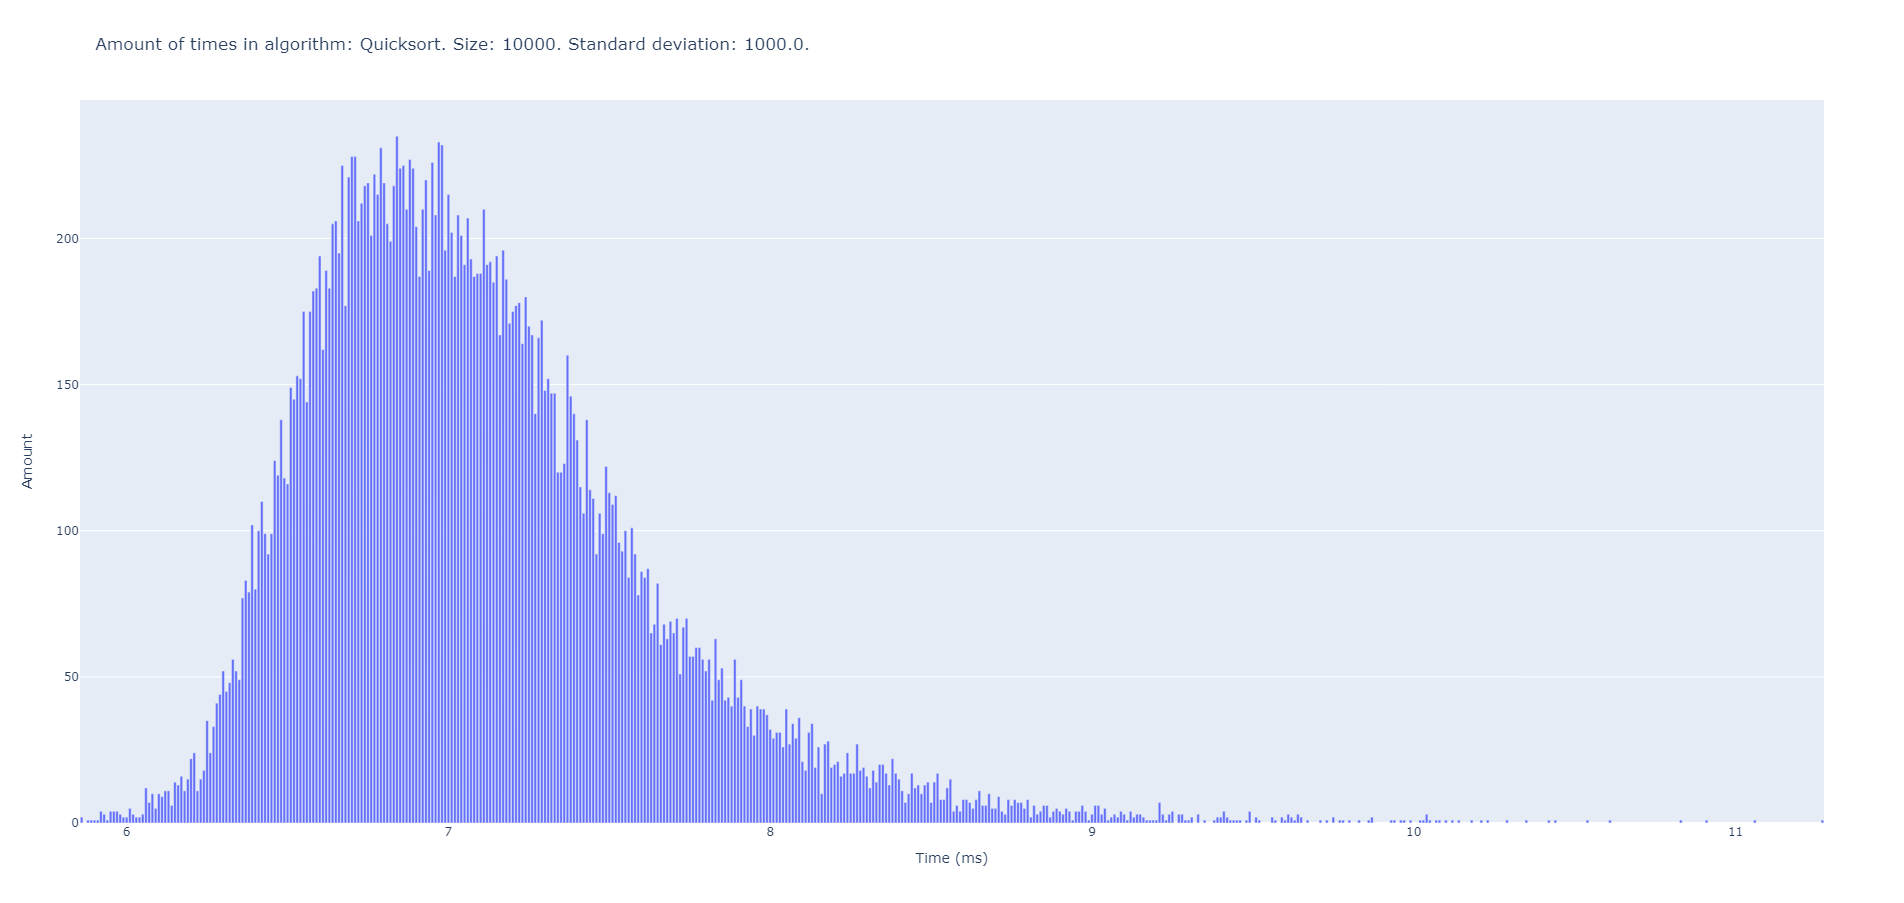 Amount of times in algorithm: Quicksort. Size: 10000. Standard deviation: 1000.0.
200
150
100
50
0
Amount
6 7 8 9 10 11
Time (ms)